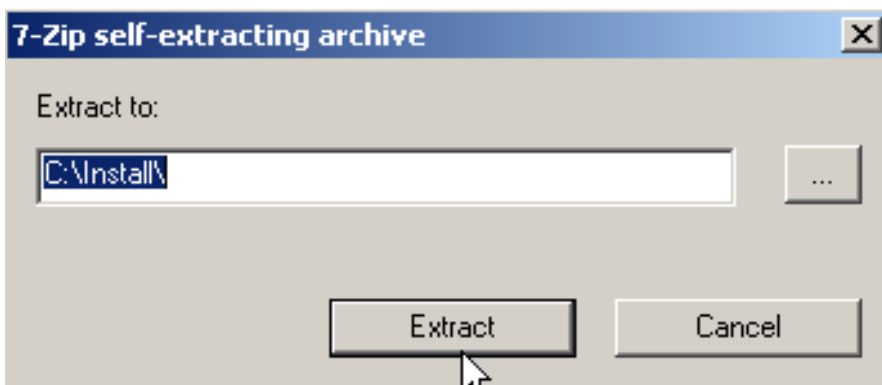 7-Zip self-extracting archive
Extract to:
C:\Install\
...
Extract
Cancel